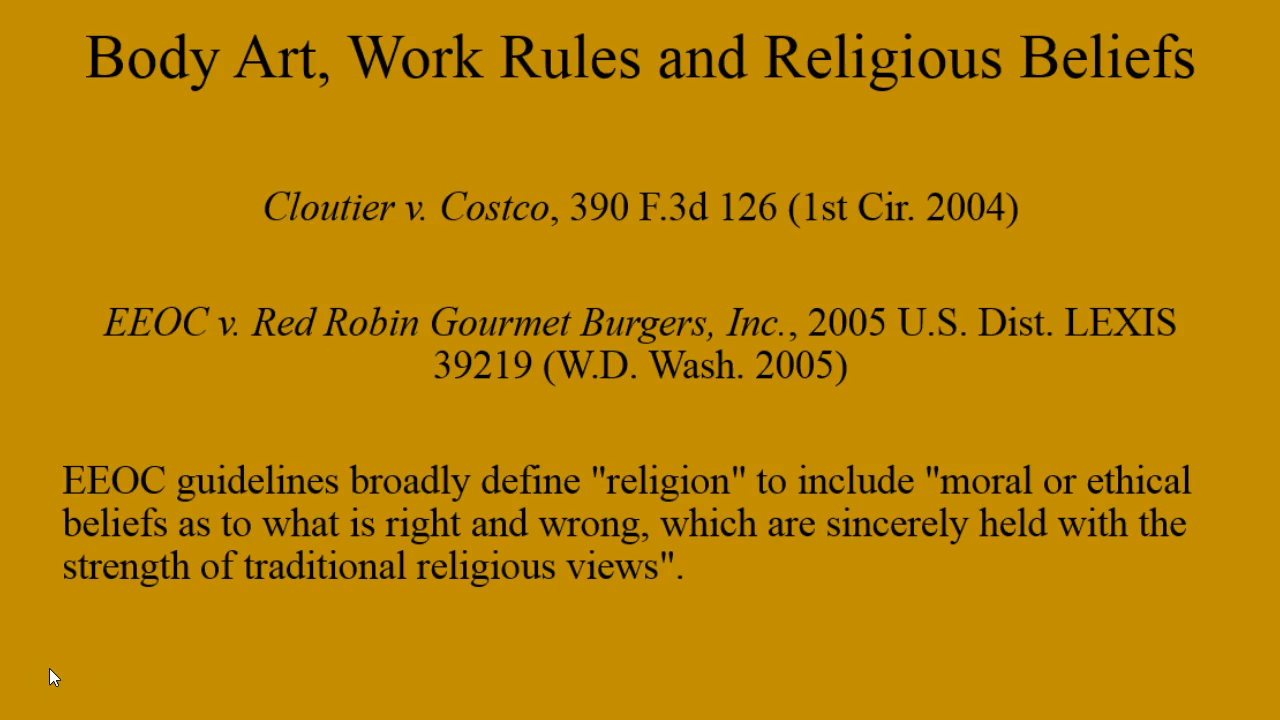 Body Art, Work Rules and Religious Beliefs
Cloutier v. Costco, 390 F.3d 126 (1st Cir. 2004)
EEOC v. Red Robin Gourmet Burgers, Inc., 2005 U.S. Dist. LEXIS
39219 (W.D. Wash. 2005)
EEOC guidelines broadly define "religion" to include "moral or ethical
beliefs as to what is right and wrong, which are sincerely held with the
strength of traditional religious views".